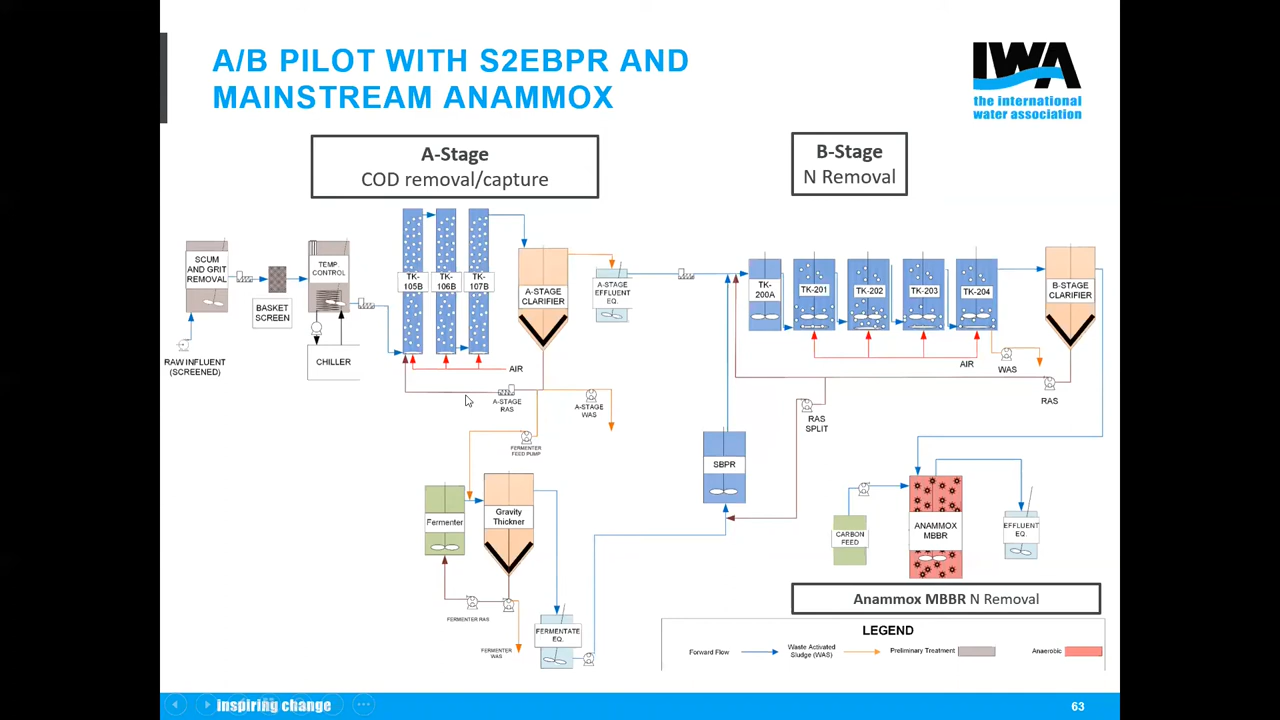 A/B PILOT WITH S2EBPR AND
MAINSTREAM ANAMMOX
IWA
the international
water association
A-Stage
COD removal/capture
B-Stage
N Removal
SCUM
AND GRIT
REMOVAL
BASKET
SCREEN
TEMP.
CONTROL
CHILLER
RAW INFLUENT
(SCREENED)
TK-
105B
TK-
106B
TK-
107B
AIR
A-STAGE
CLARIFIER
A-STAGE
EFFLUENT
EQ.
A-STAGE
RAS
A-STAGE
WAS
TK-
200A
TK-201
TK-202
TK-203
TK-204
AIR
WAS
B-STAGE
CLARIFIER
RAS
RAS
SPLIT
FERMENTER
FEED PUMP
SBPR
Fermenter
Gravity
Thickner
FERMENTER RAS
FERMENTER
WAS
FERMENTATE
EQ.
CARBON
FEED
ANAMMOX
MBBR
EFFLUENT
EQ.
Anammox MBBR N Removal
LEGEND
Forward Flow
Waste Activated
Sludge (WAS)
Preliminary Treatment
Anaerobic
inspiring change
63